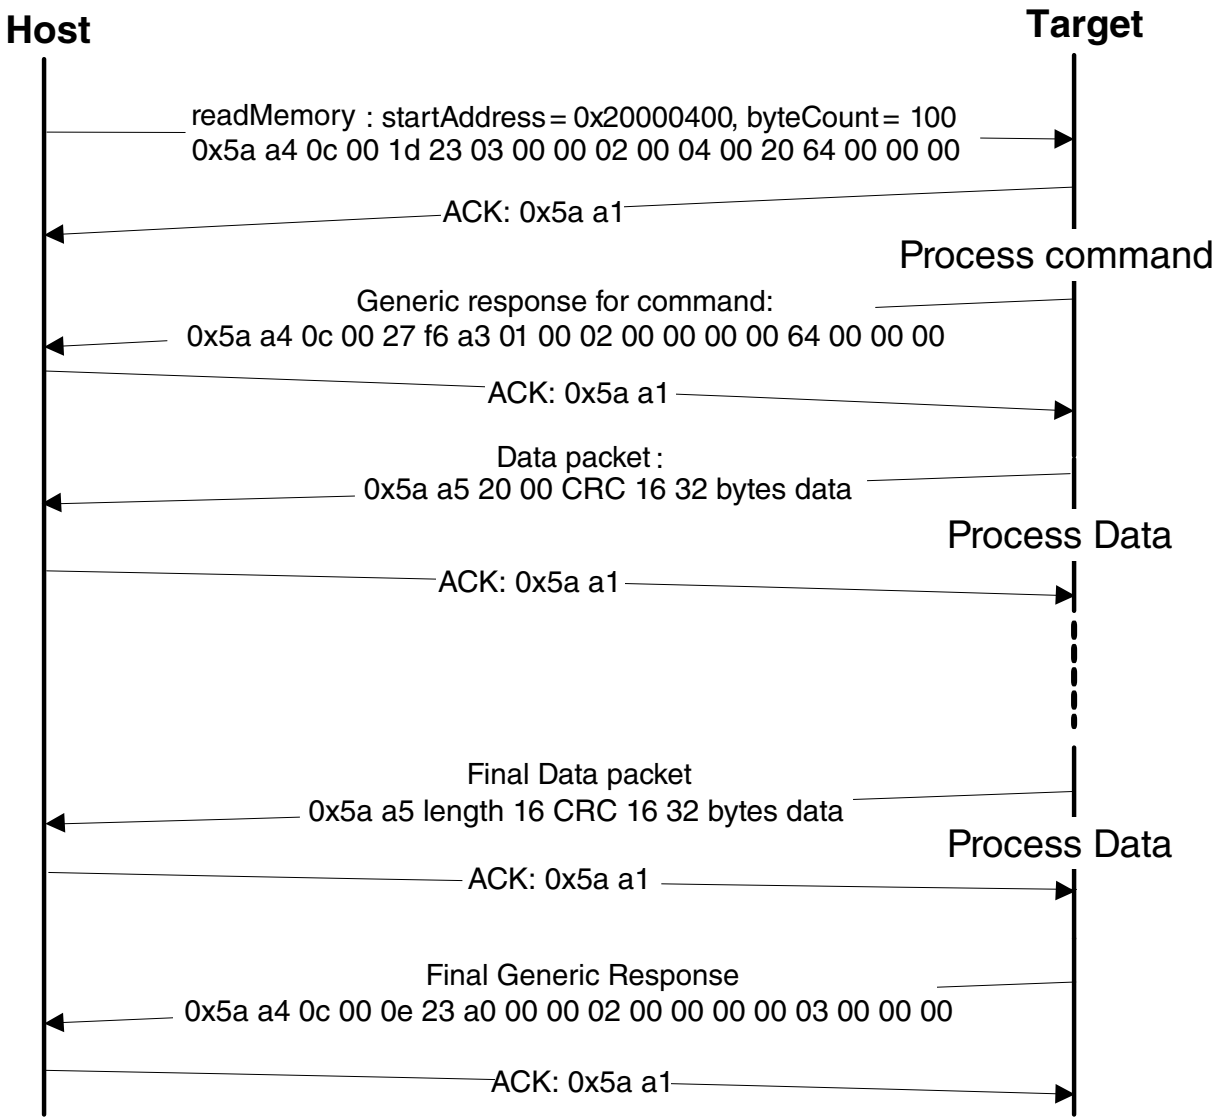 Host
Target
readMemory : startAddress = 0x20000400, byteCount = 100
0x5a a4 0c 00 1d 23 03 00 00 02 00 04 00 20 64 00 00 00
ACK: 0x5a a1
Process command
Generic response for command:
0x5a a4 0c 00 27 f6 a3 01 00 02 00 00 00 00 64 00 00 00
ACK: 0x5a a1
Data packet :
0x5a a5 20 00 CRC 16 32 bytes data
Process Data
ACK: 0x5a a1
Final Data packet
0x5a a5 length 16 CRC 16 32 bytes data
Process Data
ACK: 0x5a a1
Final Generic Response
0x5a a4 0c 00 0e 23 a0 00 00 02 00 00 00 00 03 00 00 00
ACK: 0x5a a1